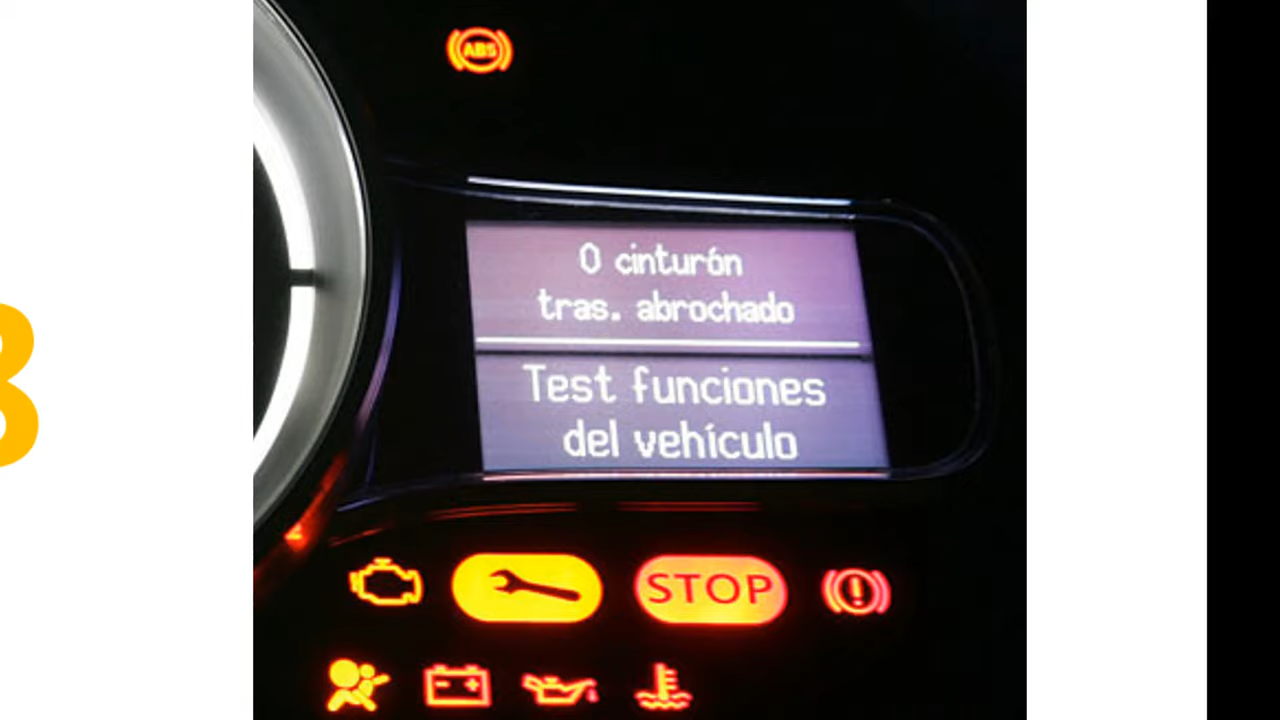 ABS
0 cinturón
tras. abrochado
Test funciones
del vehículo
STOP